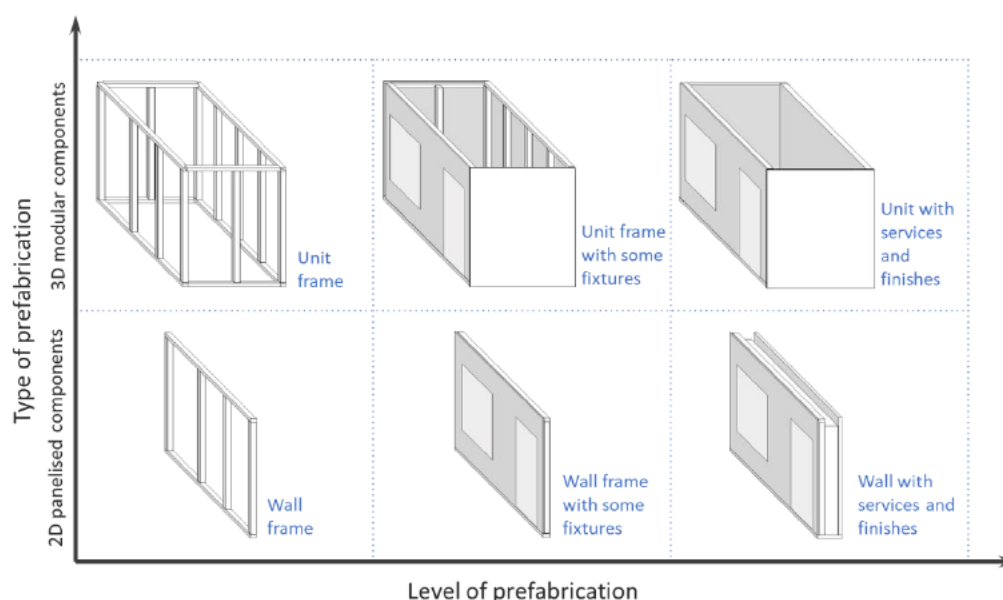 Type of prefabrication
3D modular components
Unit
frame
Unit frame
with some
fixtures
Unit with
services
and
finishes
2D panelised components
Wall
frame
Wall frame
with some
fixtures
Wall with
services and
finishes
Level of prefabrication